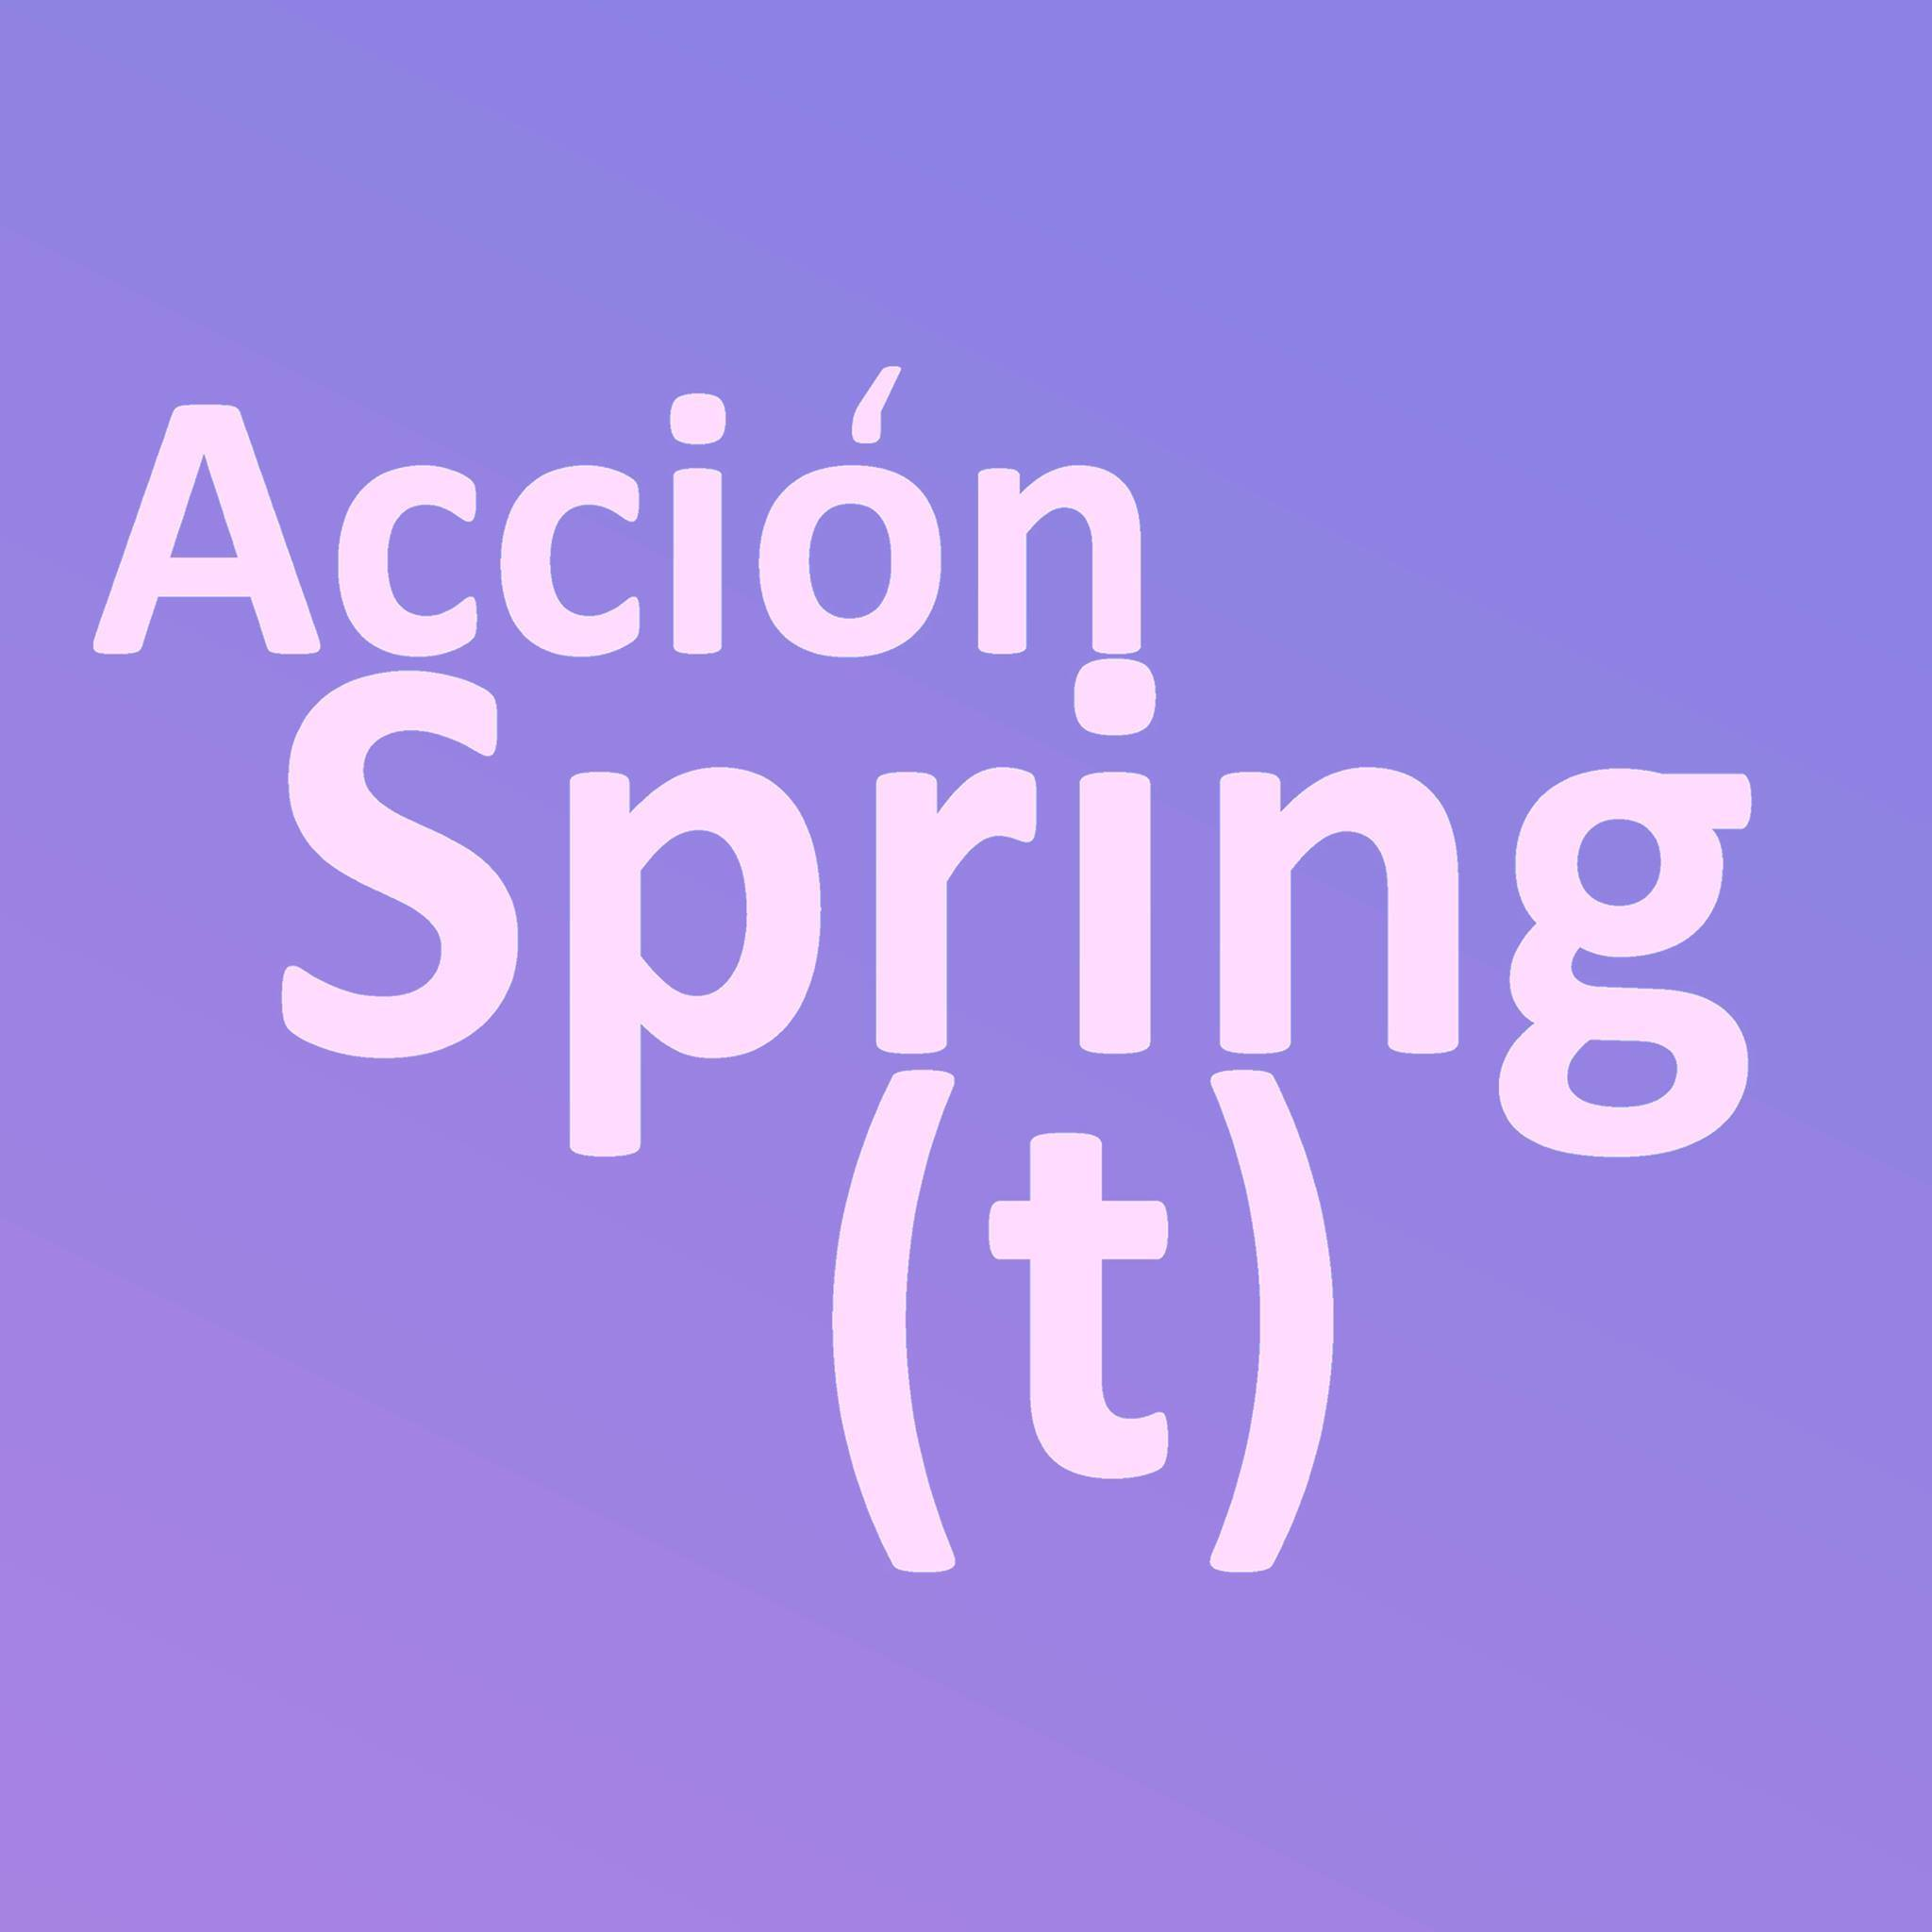 Acción
Spring
(t)